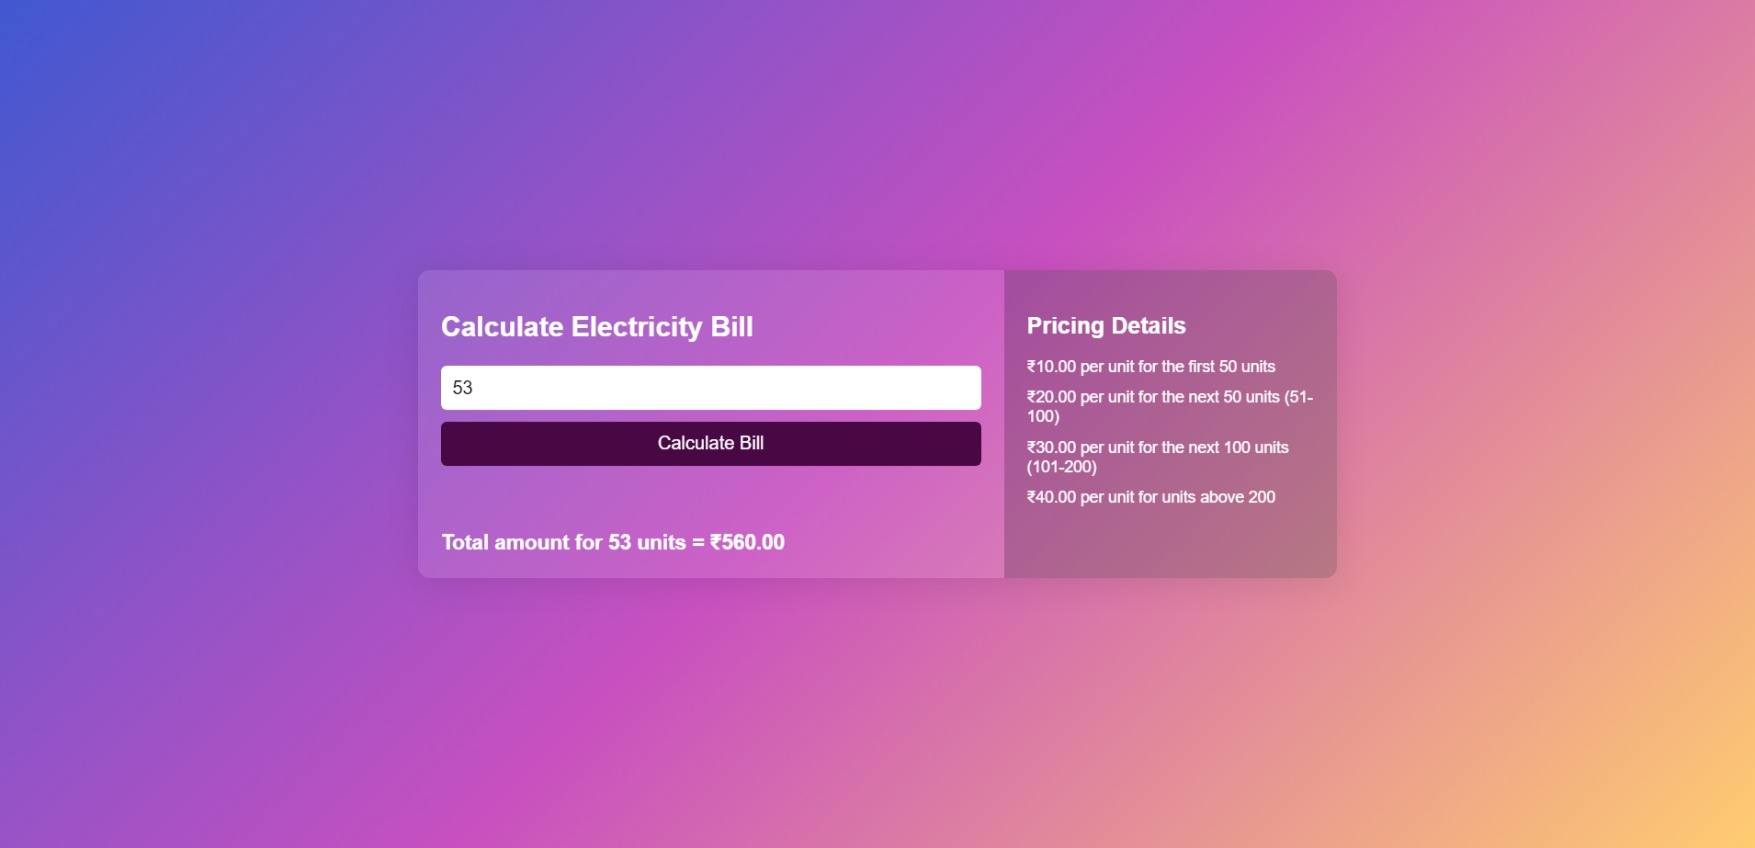 Calculate Electricity Bill
53
Calculate Bill
Total amount for 53 units = ₹560.00
Pricing Details
₹10.00 per unit for the first 50 units
₹20.00 per unit for the next 50 units (51-
100)
₹30.00 per unit for the next 100 units
(101-200)
₹40.00 per unit for units above 200